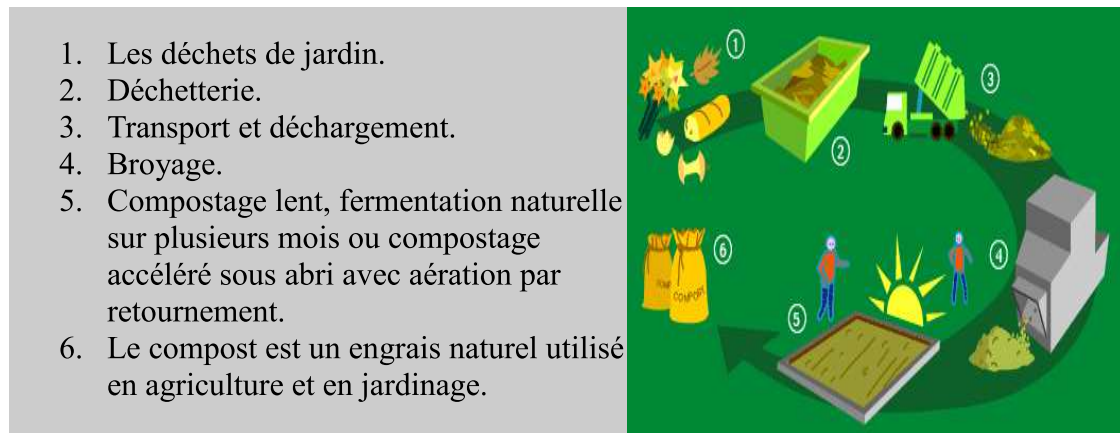 1. Les déchets de jardin.
2. Déchetterie.
3. Transport et déchargement.
4. Broyage.
5. Compostage lent, fermentation naturelle
sur plusieurs mois ou compostage
accéléré sous abri avec aération par
retournement.
6. Le compost est un engrais naturel utilisé
en agriculture et en jardinage.
1
2
3
4
5
6
COMPOST